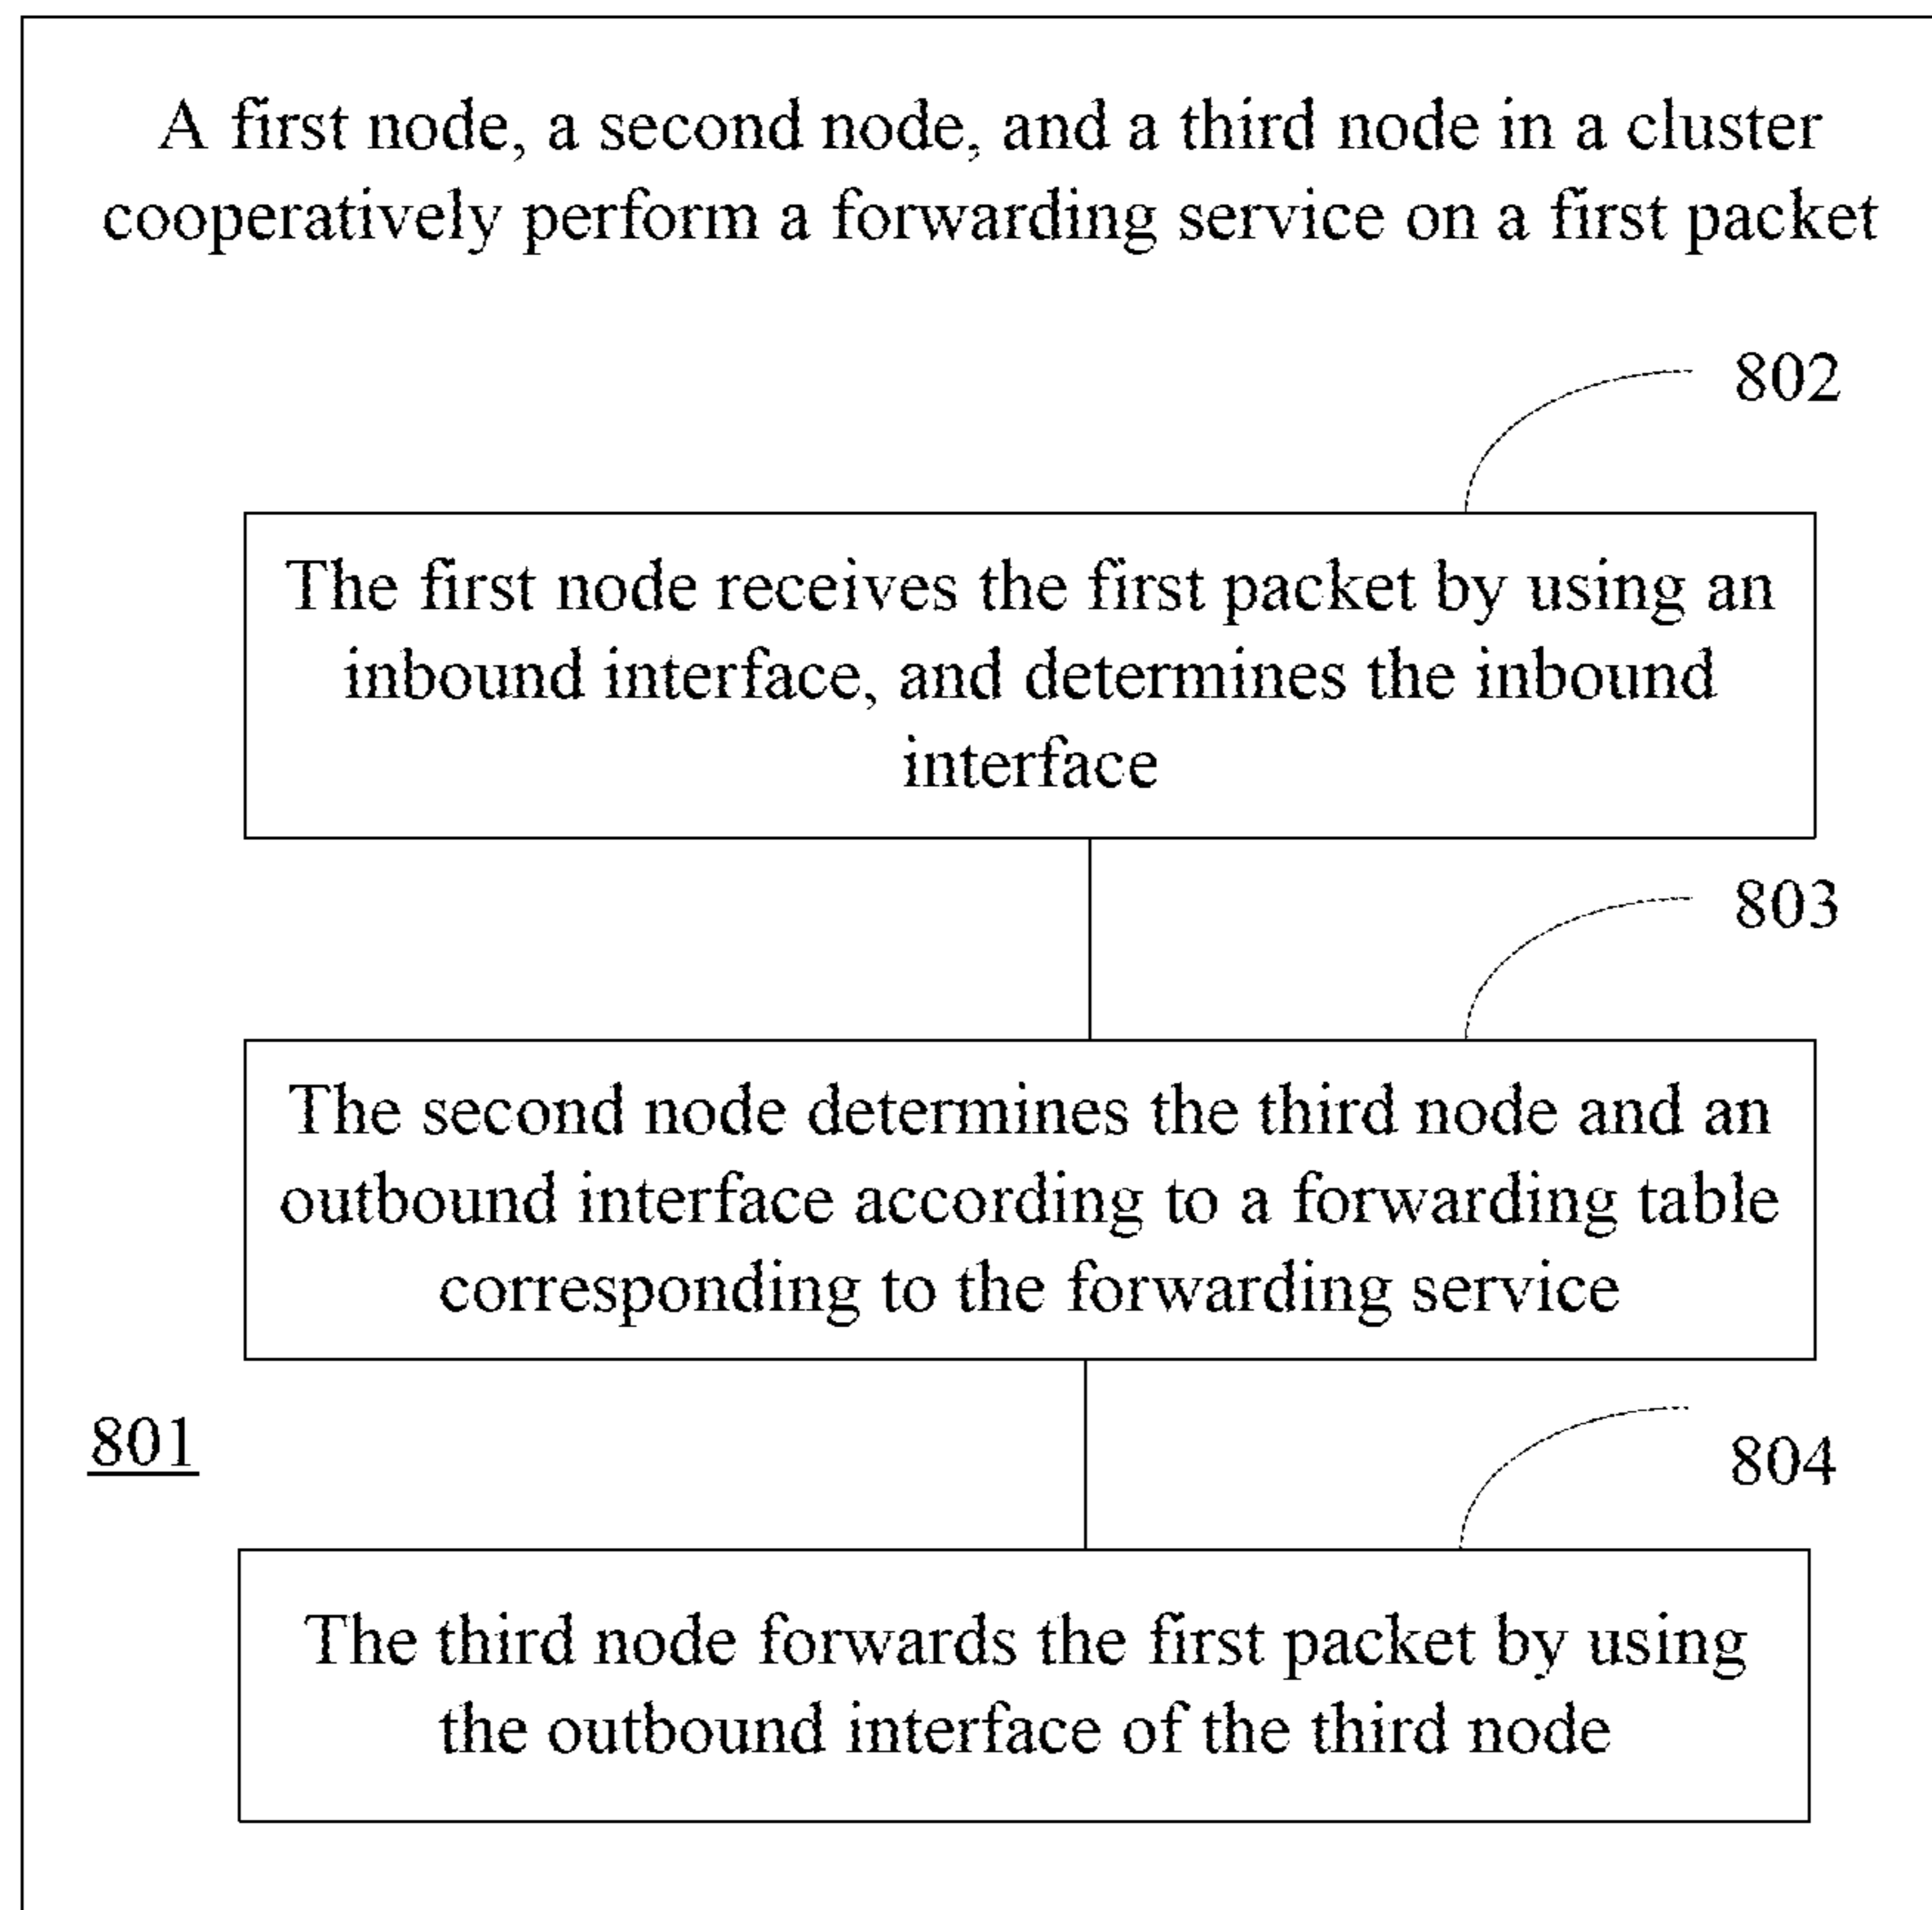 A first node, a second node, and a third node in a cluster
cooperatively perform a forwarding service on a first packet
802
The first node receives the first packet by using an
inbound interface, and determines the inbound
interface
803
The second node determines the third node and an
outbound interface according to a forwarding table
corresponding to the forwarding service
801
804
The third node forwards the first packet by using
the outbound interface of the third node